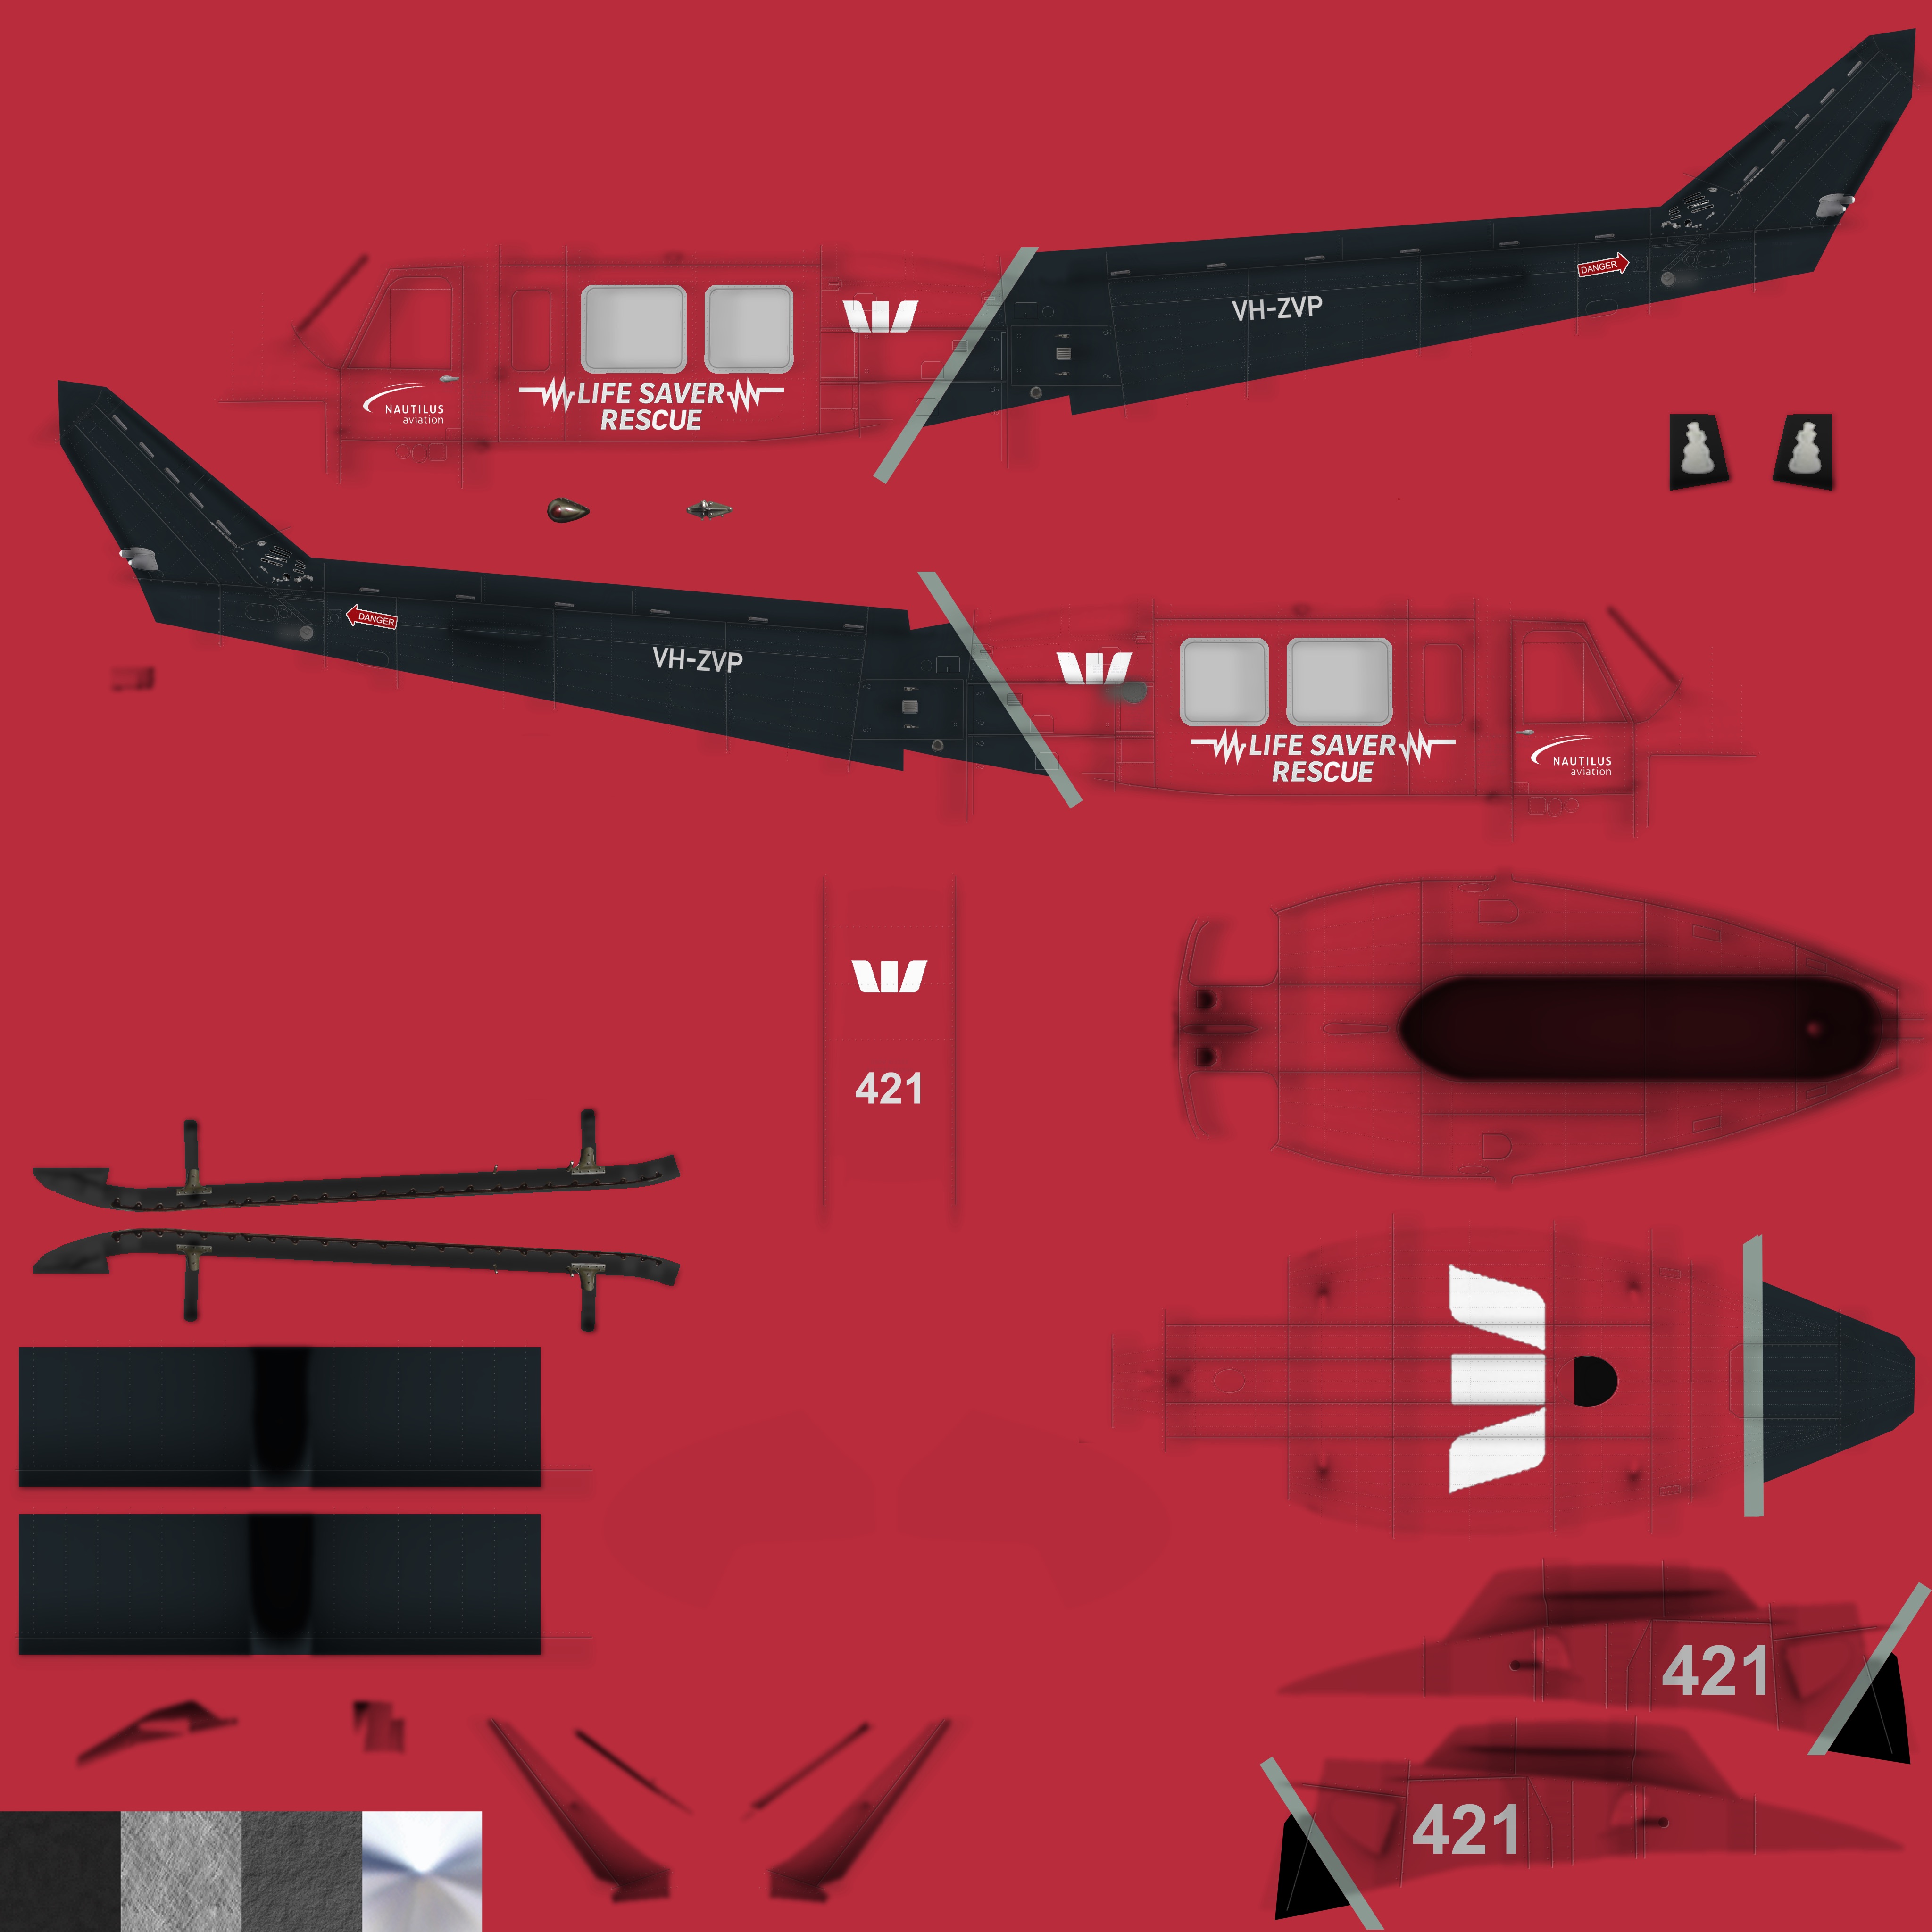 DANGER
VH-ZVP
LIFE SAVER
RESCUE
NAUTILUS
aviation
DANGER
VH-ZVP
LIFE SAVER
RESCUE
NAUTILUS
aviation
421
421
421